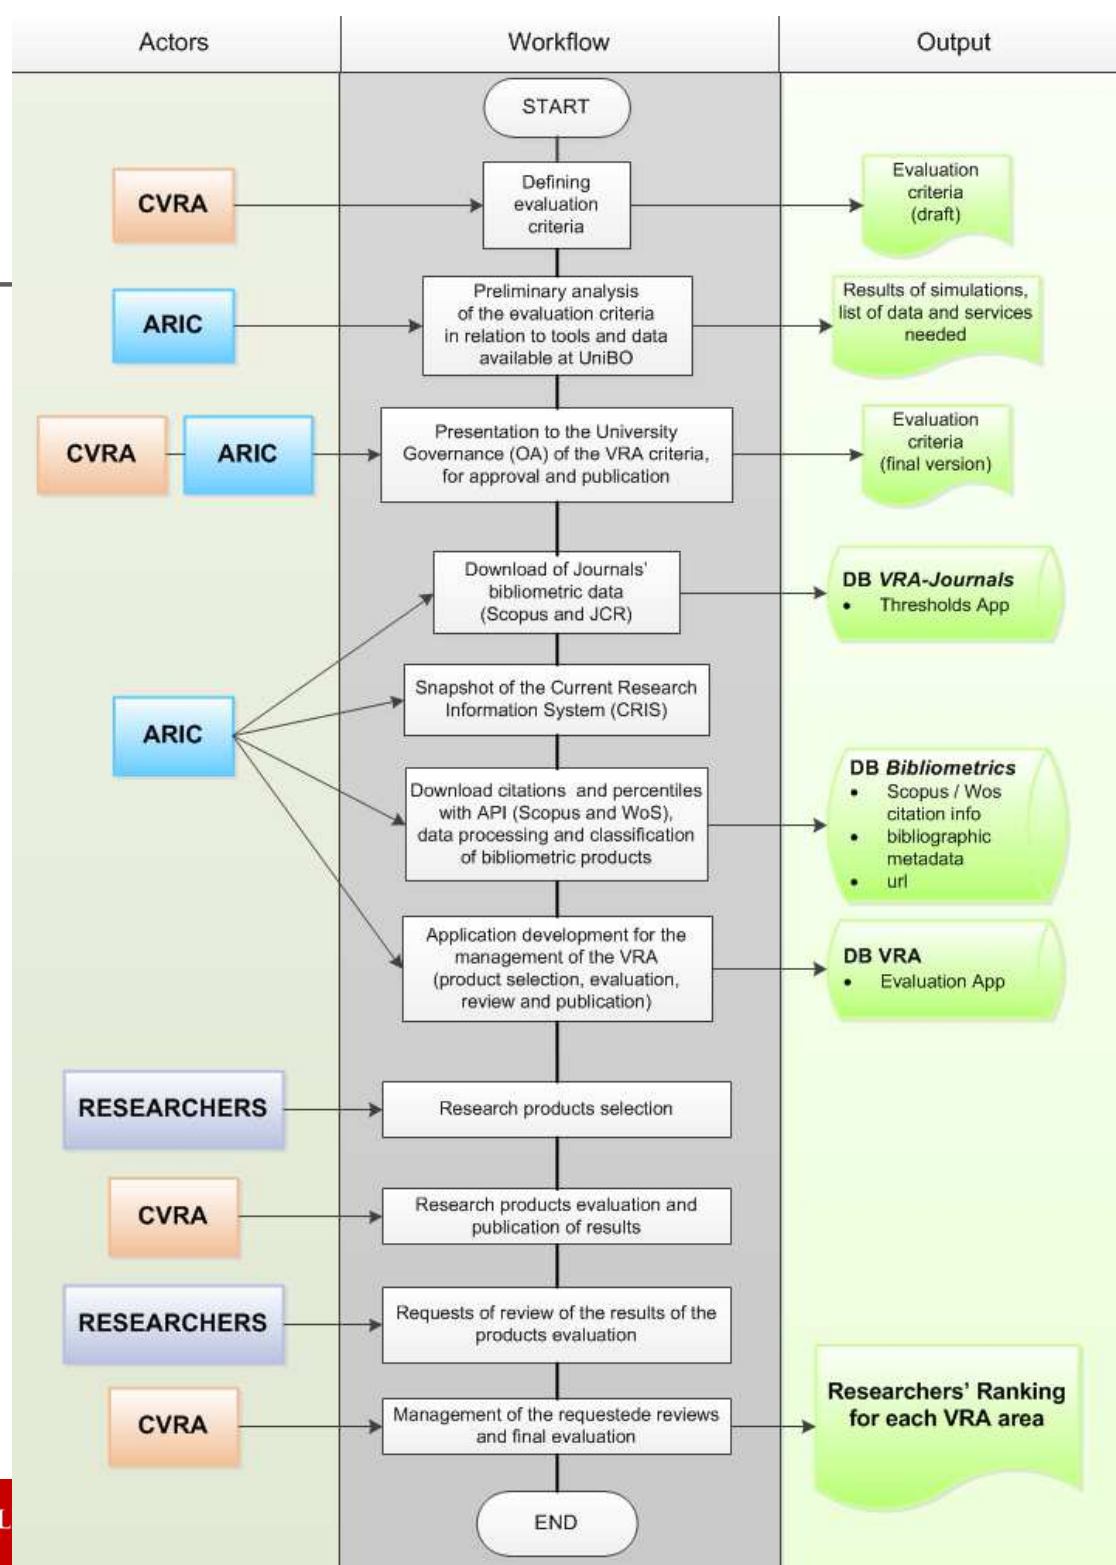 Actors
Workflow
Output
START
CVRA
Defining
evaluation
criteria
Evaluation
criteria
(draft)
ARIC
Preliminary analysis
of the evaluation criteria
in relation to tools and data
available at UniBO
Results of simulations,
list of data and services
needed
CVRA
ARIC
Presentation to the University
Governance (OA) of the VRA criteria,
for approval and publication
Evaluation
criteria
(final version)
Download of Journals'
bibliometric data
(Scopus and JCR)
DB VRA-Journals
• Thresholds App
Snapshot of the Current Research
Information System (CRIS)
ARIC
Download citations and percentiles
with API (Scopus and WoS),
data processing and classification
of bibliometric products
DB Bibliometrics
• Scopus / Wos
citation info
• bibliographic
metadata
• url
Application development for the
management of the VRA
(product selection, evaluation,
review and publication)
DB VRA
• Evaluation App
RESEARCHERS
Research products selection
CVRA
Research products evaluation and
publication of results
RESEARCHERS
Requests of review of the results of the
products evaluation
CVRA
Management of the requestede reviews
and final evaluation
Researchers' Ranking
for each VRA area
L
END